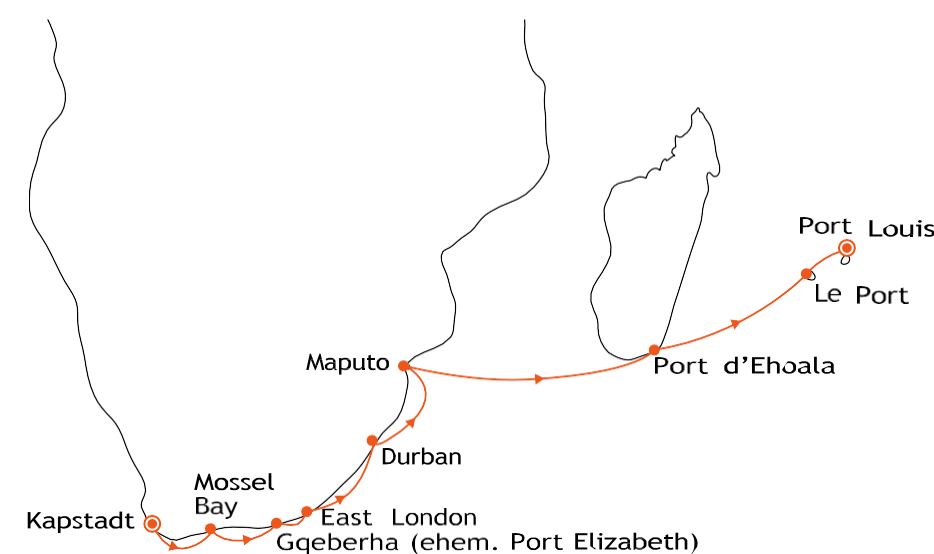 Port Louis
Le Port
Maputo
Port d’Ehoala
Durban
Mossel
Bay
Kapstadt
East London
Gqeberha (ehem. Port Elizabeth)